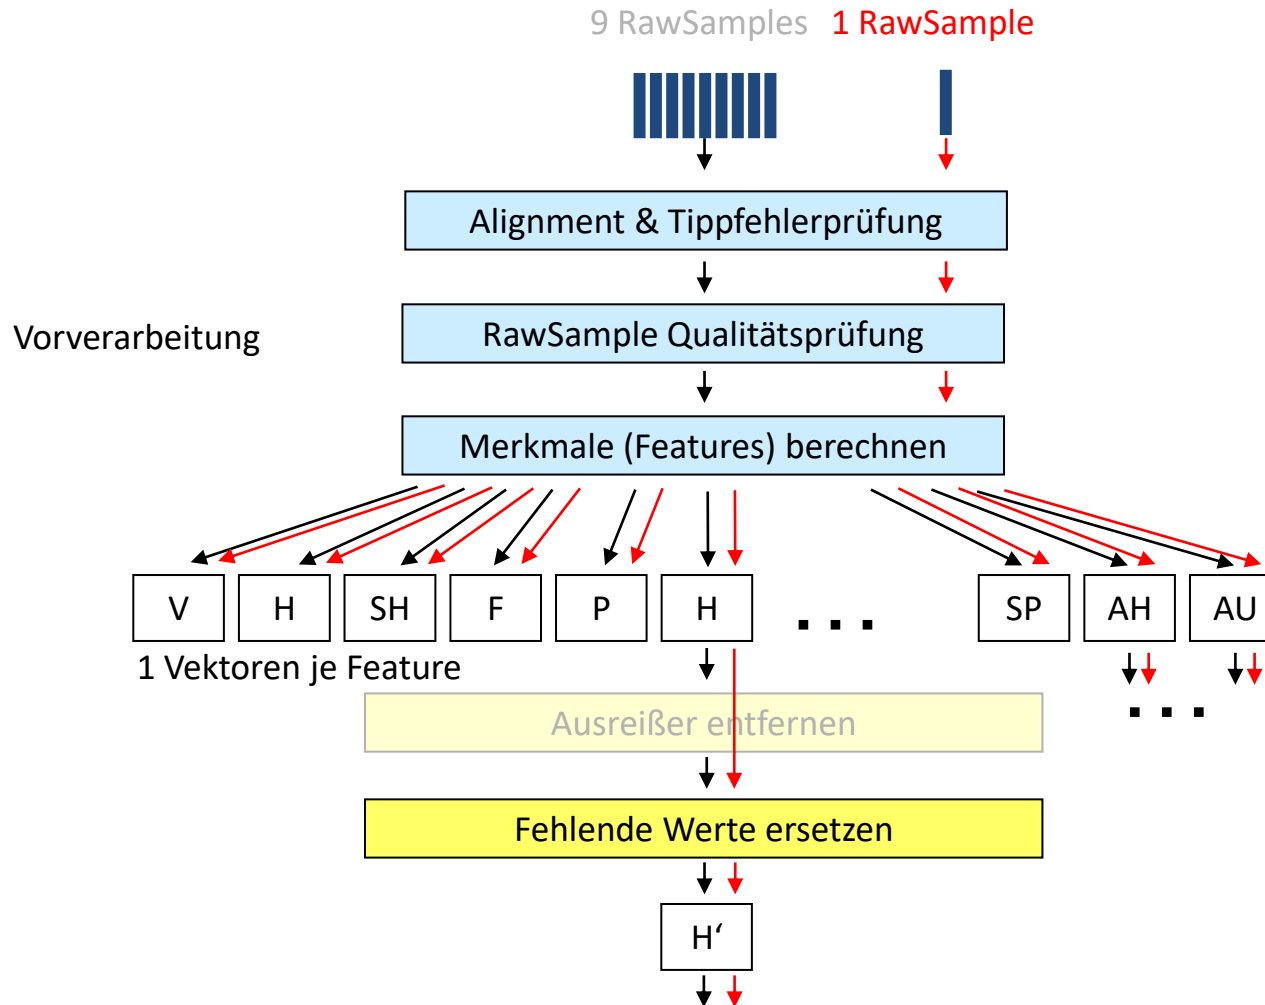 9 RawSamples 1 RawSample
Alignment & Tippfehlerprüfung
Vorverarbeitung
RawSample Qualitätsprüfung
Merkmale (Features) berechnen
V H SH F P H ... SP AH AU
1 Vektoren je Feature
...
Ausreißer entfernen
Fehlende Werte ersetzen
H‘